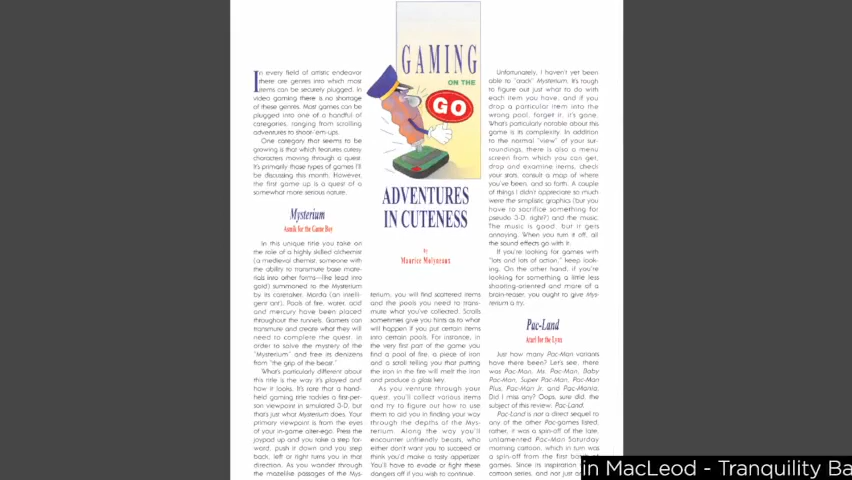 GAMING
ON THE
GO
ADVENTURES
IN CUTENESS
by
Maurice Molyneaux
In every field of artistic endeavor
there are genres into which most
items can be securely plugged. In
video gaming there is no shortage
of these genres. Most games can be
plugged into one of a handful of
categories, ranging from scrolling
adventures to shoot-'em-ups.
One category that seems to be
growing is that which features cutesy
characters moving through a quest.
It's primarily those types of games I'll
be discussing this month. However,
the first game up is a quest of a
somewhat more serious nature.
Mysterium
Asmik for the Game Boy
In this unique title you take on
the role of a highly skilled alchemist
(a medieval chemist, someone with
the ability to transmute base mate-
rials into other forms—like lead into
gold) summoned to the Mysterium
by its caretaker, Morda (an intelli-
gent ant). Pools of fire, water, acid
and mercury have been placed
throughout the tunnels. Gamers can
transmute and create what they will
need to complete the quest, in
order to solve the mystery of the
"Mysterium" and free its denizens
from "the grip of the beast."
What's particularly different about
this title is the way it's played and
how it looks. It's rare that a hand-
held gaming title tackles a first-per-
son viewpoint in simulated 3-D, but
that's just what Mysterium does. Your
primary viewpoint is from the eyes
of your in-game alter-ego. Press the
joypad up and you take a step for-
ward, push it down and you step
back, left or right turns you in that
direction. As you wander through
the mazelike passages of the Mys-
terium, you will find scattered items
and the pools you need to trans-
mute what you've collected. Scrolls
sometimes give you hints as to what
will happen if you put certain items
into certain pools. For instance, in
the very first part of the game you
find a pool of fire, a piece of iron
and a scroll telling you that putting
the iron in the fire will melt the iron
and produce a glass key.
As you venture through your
quest, you'll collect various items
and try to figure out how to use
them to aid you in finding your way
through the depths of the Mys-
terium. Along the way you'll
encounter unfriendly beasts, who
either don't want you to succeed or
think you'd make a tasty appetizer.
You'll have to evade or fight these
dangers off if you wish to continue.
Unfortunately, I haven't yet been
able to "crack" Mysterium. It's rough
to figure out just what to do with
each item you have, and if you
drop a particular item into the
wrong pool, forget it, it's gone.
What's particularly notable about this
game is its complexity. In addition
to the normal "view" of your sur-
roundings, there is also a menu
screen from which you can get,
drop and examine items, check
your stats, consult a map of where
you've been, and so forth. A couple
of things I didn't appreciate so much
were the simplistic graphics (but you
have to sacrifice something for
pseudo 3-D, right?) and the music.
The music is good, but it gets
annoying. When you turn it off, all
the sound effects go with it.
If you're looking for games with
"lots and lots of action," keep look-
ing. On the other hand, if you're
looking for something a little less
shooting-oriented and more of a
brain-teaser, you ought to give Mys-
terium a try.
Pac-Land
Atari for the Lynx
Just how many Pac-Man variants
have there been? Let's see, there
was Pac-Man, Ms. Pac-Man, Baby
Pac-Man, Super Pac-Man, Pac-Man
Plus, Pac-Man Jr. and Pac-Mania.
Did I miss any? Oops, sure did, the
subject of this review, Pac-Land.
Pac-Land is not a direct sequel to
any of the other Pac-games listed,
rather, it was a spin-off of the late,
unlamented Pac-Man Saturday
morning cartoon, which in turn was
a spin-off from the first
games. Since its inspiration
cartoon series, and not just
in MacLeod - Tranquility Ba